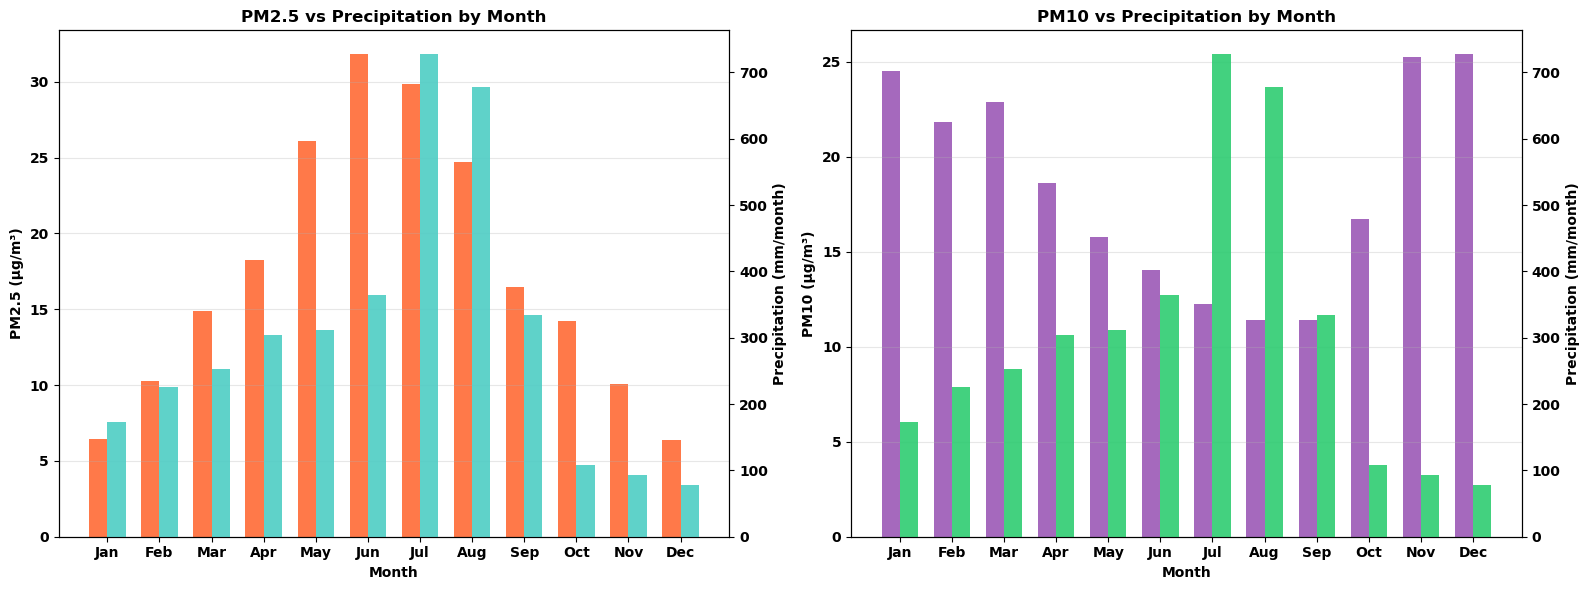 PM2.5 vs Precipitation by Month
PM2.5 (μg/m³)
30
25
20
15
10
5
0
Jan Feb Mar Apr May Jun Jul Aug Sep Oct Nov Dec
Month
700
600
500
400
300
200
100
0
Precipitation (mm/month)
PM10 vs Precipitation by Month
PM10 (μg/m³)
25
20
15
10
5
0
Jan Feb Mar Apr May Jun Jul Aug Sep Oct Nov Dec
Month
700
600
500
400
300
200
100
0
Precipitation (mm/month)